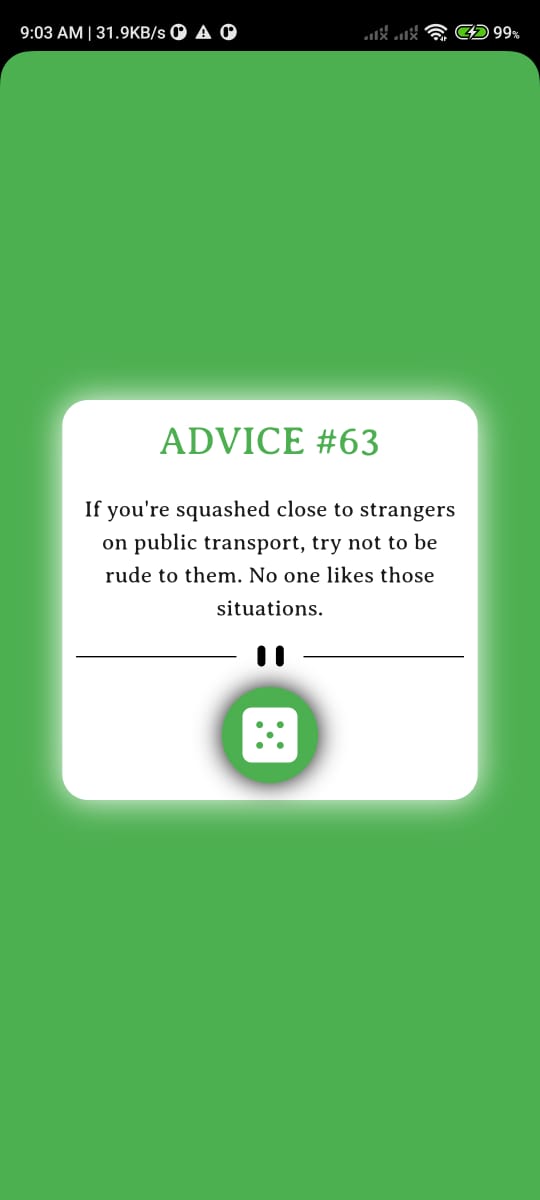 9:03 AM | 31.9KB/s 99%
ADVICE #63
If you're squashed close to strangers
on public transport, try not to be
rude to them. No one likes those
situations.